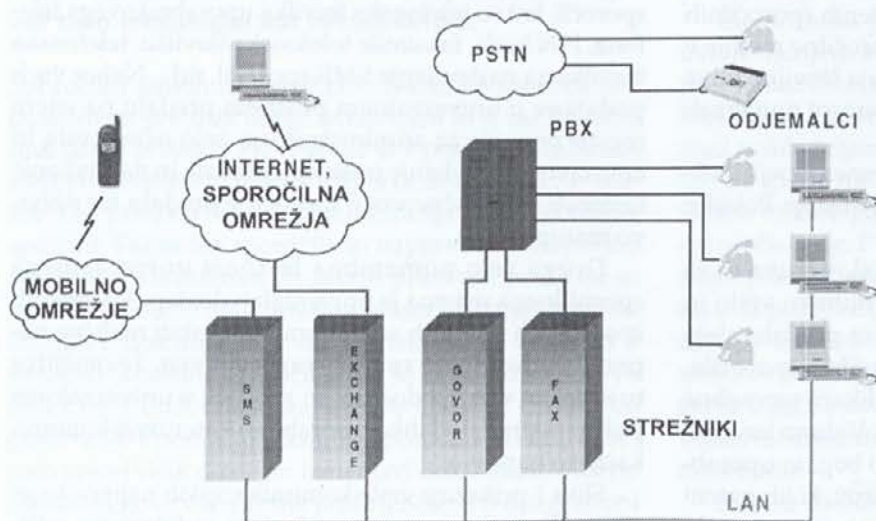 PSTN
PBX
ODJEMALCI
INTERNET,
SPOROČILNA
OMREŽJA
MOBILNO
OMREŽJE
SMS
EXCHANGE
GOVOR
FAX
STREŽNIKI
LAN